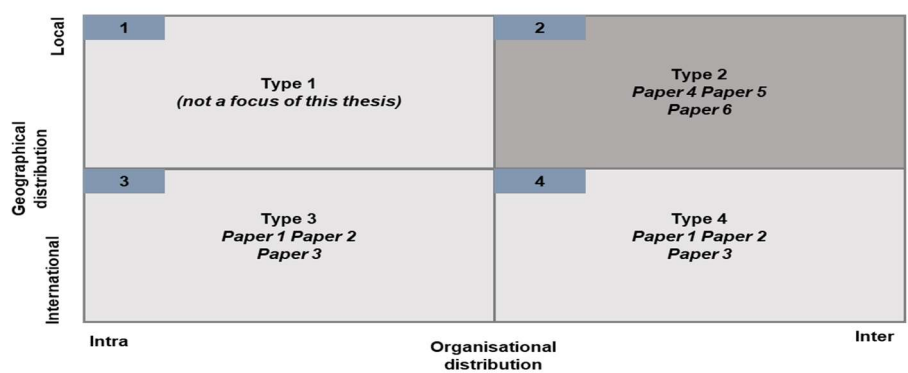 Local
1
Type 1
(not a focus of this thesis)
2
Type 2
Paper 4 Paper 5
Paper 6
Geographical
distribution
3
Type 3
Paper 1 Paper 2
Paper 3
4
Type 4
Paper 1 Paper 2
Paper 3
International
Intra
Organisational
distribution
Inter